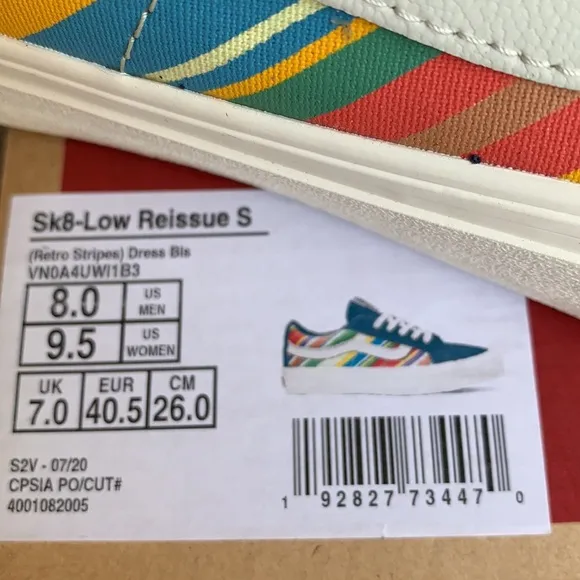 Sk8-Low Reissue S
(Retro Stripes) Dress Bls
VN0A4UWI1B3
8.0 US MEN
9.5 US WOMEN
UK EUR CM
7.0 40.5 26.0
S2V - 07/20
CPSIA PO/CUT#
4001082005
1 92827 73447 0